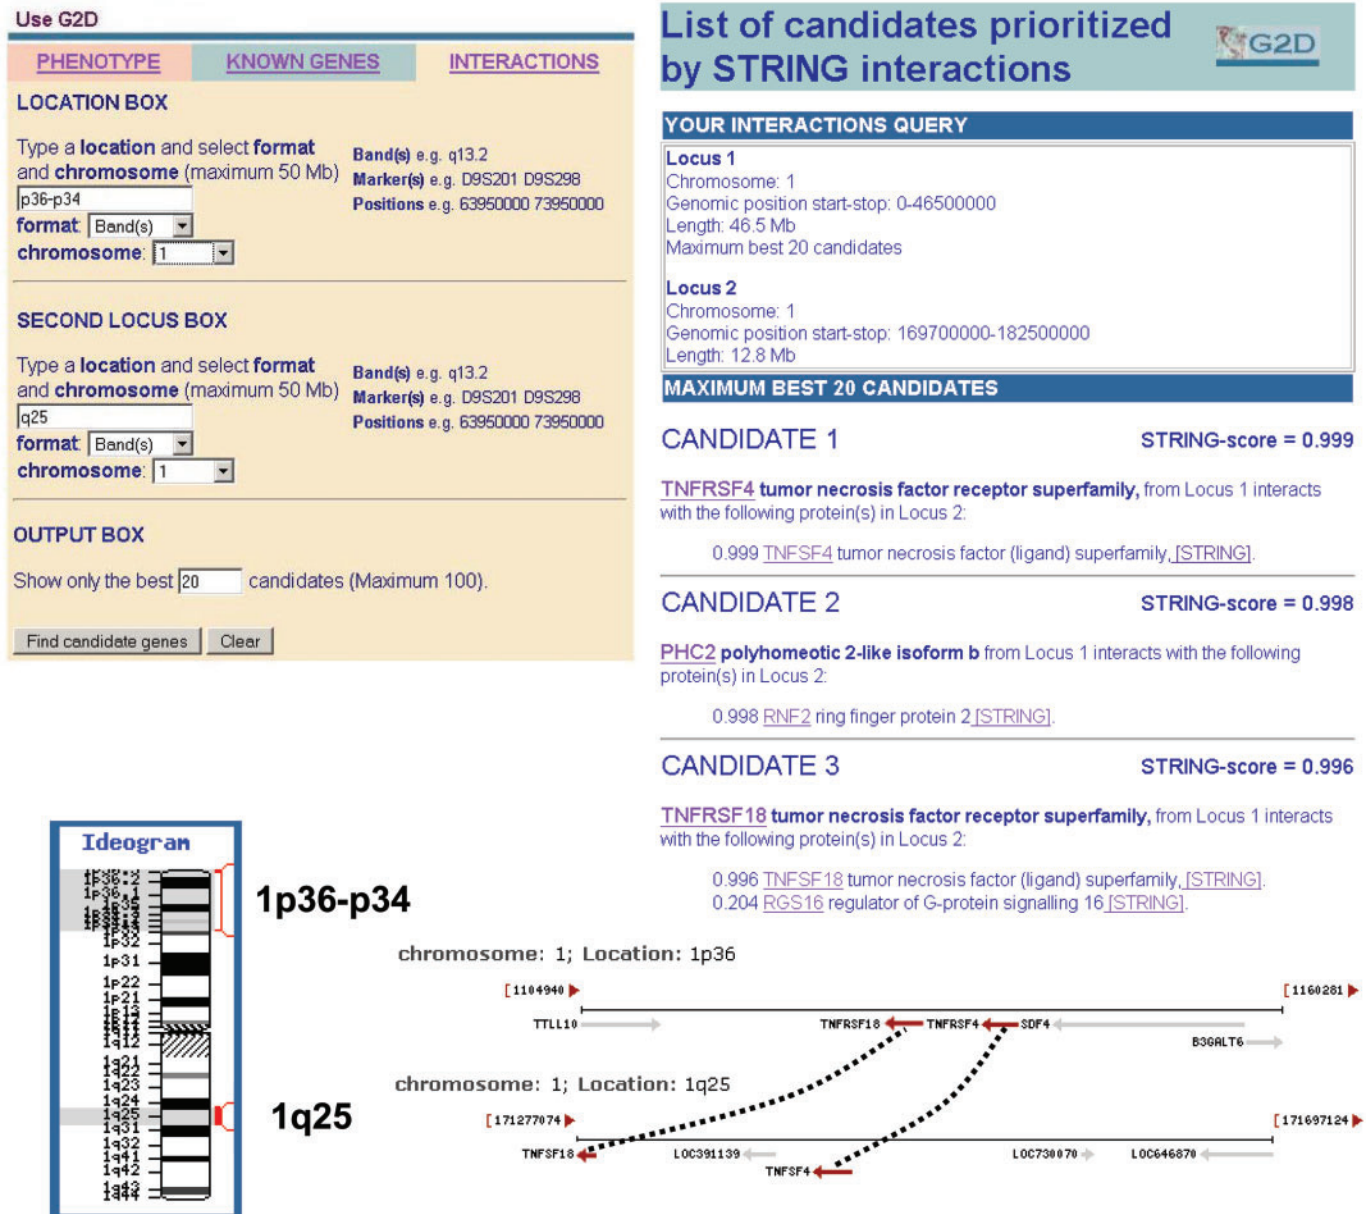 Use G2D
PHENOTYPE KNOWN GENES INTERACTIONS
LOCATION BOX
Type a location and select format
and chromosome (maximum 50 Mb)
p36-p34
format: Band(s)
chromosome: 1
Band(s) e.g. q13.2
Marker(s) e.g. D9S201 D9S298
Positions e.g. 63950000 73950000
SECOND LOCUS BOX
Type a location and select format
and chromosome (maximum 50 Mb)
q25
format: Band(s)
chromosome: 1
Band(s) e.g. q13.2
Marker(s) e.g. D9S201 D9S298
Positions e.g. 63950000 73950000
OUTPUT BOX
Show only the best 20 candidates (Maximum 100).
Find candidate genes Clear
List of candidates prioritized
by STRING interactions
G2D
YOUR INTERACTIONS QUERY
Locus 1
Chromosome: 1
Genomic position start-stop: 0-46500000
Length: 46.5 Mb
Maximum best 20 candidates
Locus 2
Chromosome: 1
Genomic position start-stop: 169700000-182500000
Length: 12.8 Mb
MAXIMUM BEST 20 CANDIDATES
CANDIDATE 1 STRING-score = 0.999
TNFRSF4 tumor necrosis factor receptor superfamily, from Locus 1 interacts
with the following protein(s) in Locus 2:
0.999 TNFSF4 tumor necrosis factor (ligand) superfamily, [STRING].
CANDIDATE 2 STRING-score = 0.998
PHC2 polyhomeotic 2-like isoform b from Locus 1 interacts with the following
protein(s) in Locus 2:
0.998 RNF2 ring finger protein 2 [STRING].
CANDIDATE 3 STRING-score = 0.996
TNFRSF18 tumor necrosis factor receptor superfamily, from Locus 1 interacts
with the following protein(s) in Locus 2:
0.996 TNFSF18 tumor necrosis factor (ligand) superfamily, [STRING].
0.204 RGS16 regulator of G-protein signalling 16 [STRING].
Ideogram
1p36.2
1p36.1
1p35
1p32
1p31
1p22
1p21
1p13
1q12
1q21
1q22
1q23
1q24
1q25
1q31
1q32
1q41
1q42
1q43
1q44
1p36-p34
1q25
chromosome: 1; Location: 1p36
[ 1104940 [ 1160281
TTLL10 TNFRSF18 TNFRSF4 SDF4
B3GALT6
chromosome: 1; Location: 1q25
[ 171277074 [ 171697124
TNFSF18 LOC391139 LOC730070 LOC646870
TNFSF4